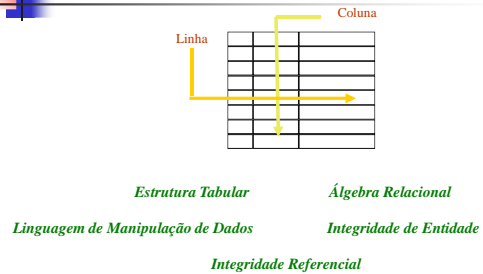 Coluna
Linha
Estrutura Tabular
Álgebra Relacional
Linguagem de Manipulação de Dados
Integridade de Entidade
Integridade Referencial